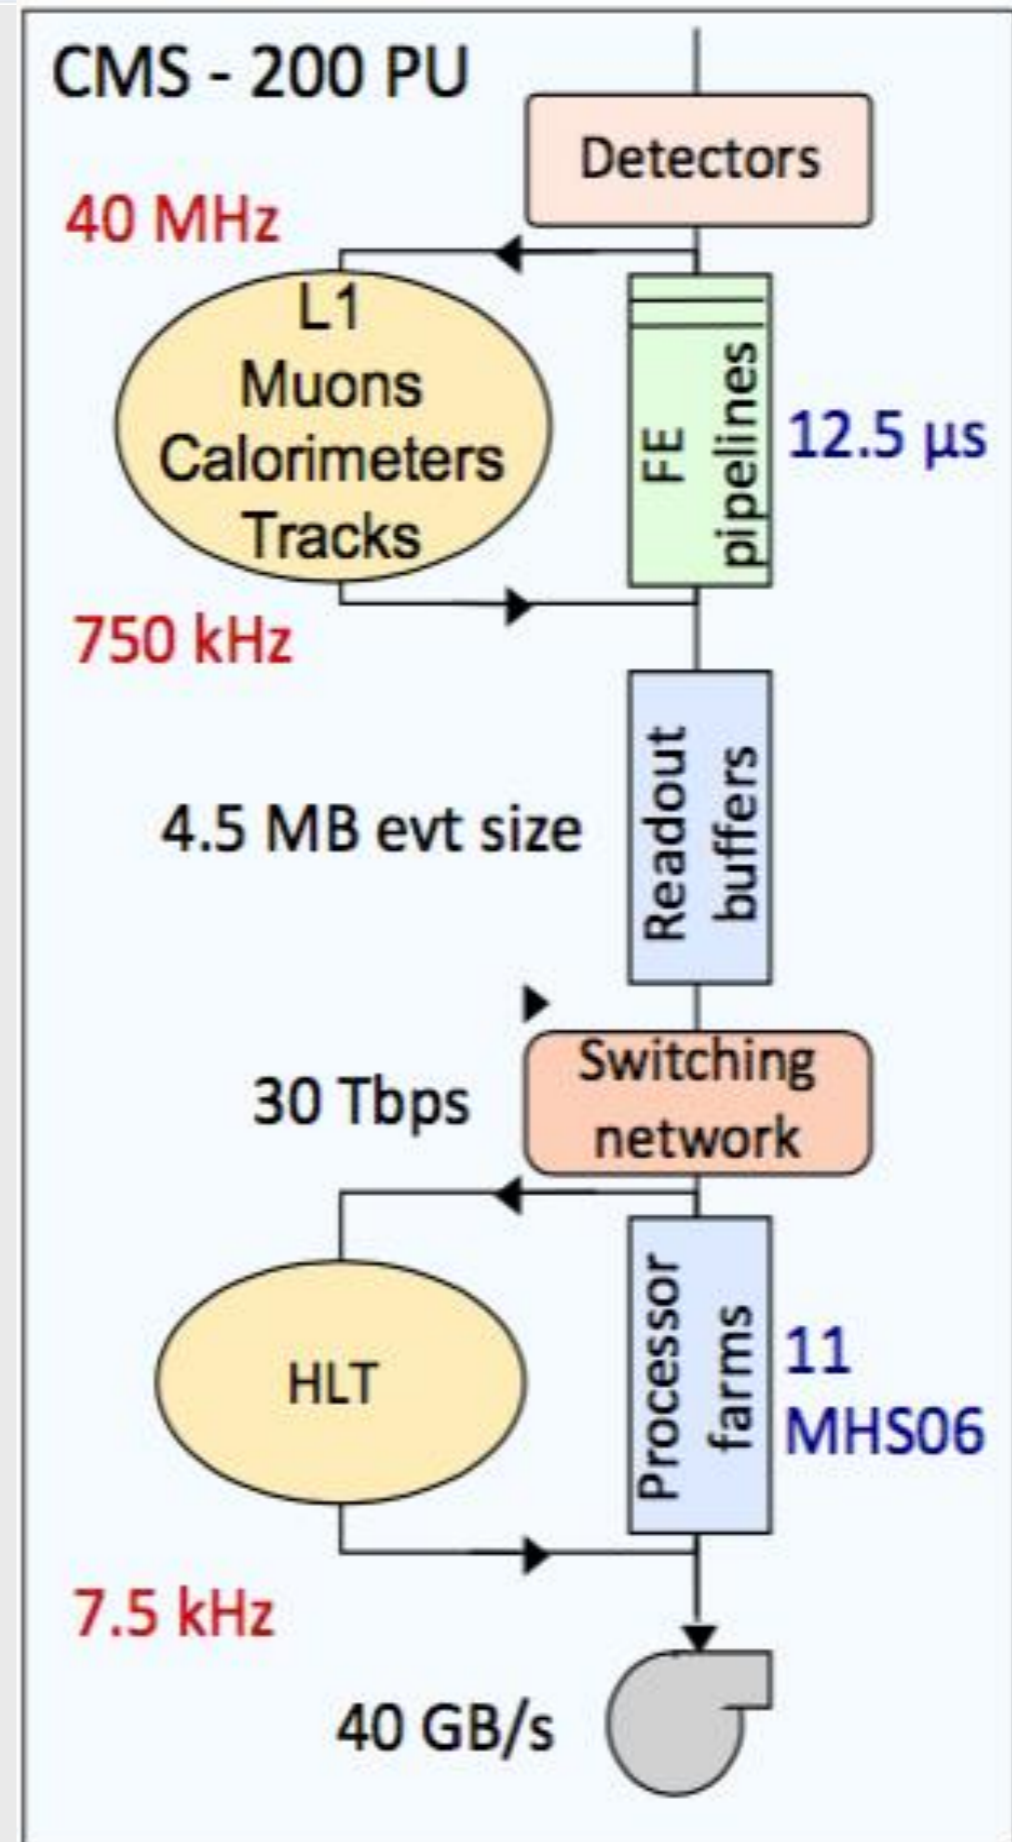 CMS - 200 PU
Detectors
40 MHz
L1
Muons
Calorimeters
Tracks
FE
pipelines
12.5 µs
750 kHz
Readout
buffers
4.5 MB evt size
Switching
network
30 Tbps
HLT
Processor
farms
11
MHS06
7.5 kHz
40 GB/s